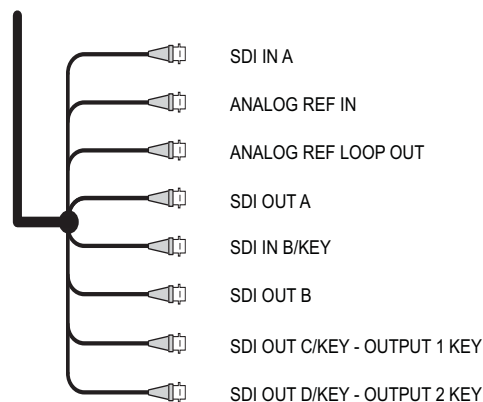 SDI IN A
ANALOG REF IN
ANALOG REF LOOP OUT
SDI OUT A
SDI IN B/KEY
SDI OUT B
SDI OUT C/KEY - OUTPUT 1 KEY
SDI OUT D/KEY - OUTPUT 2 KEY